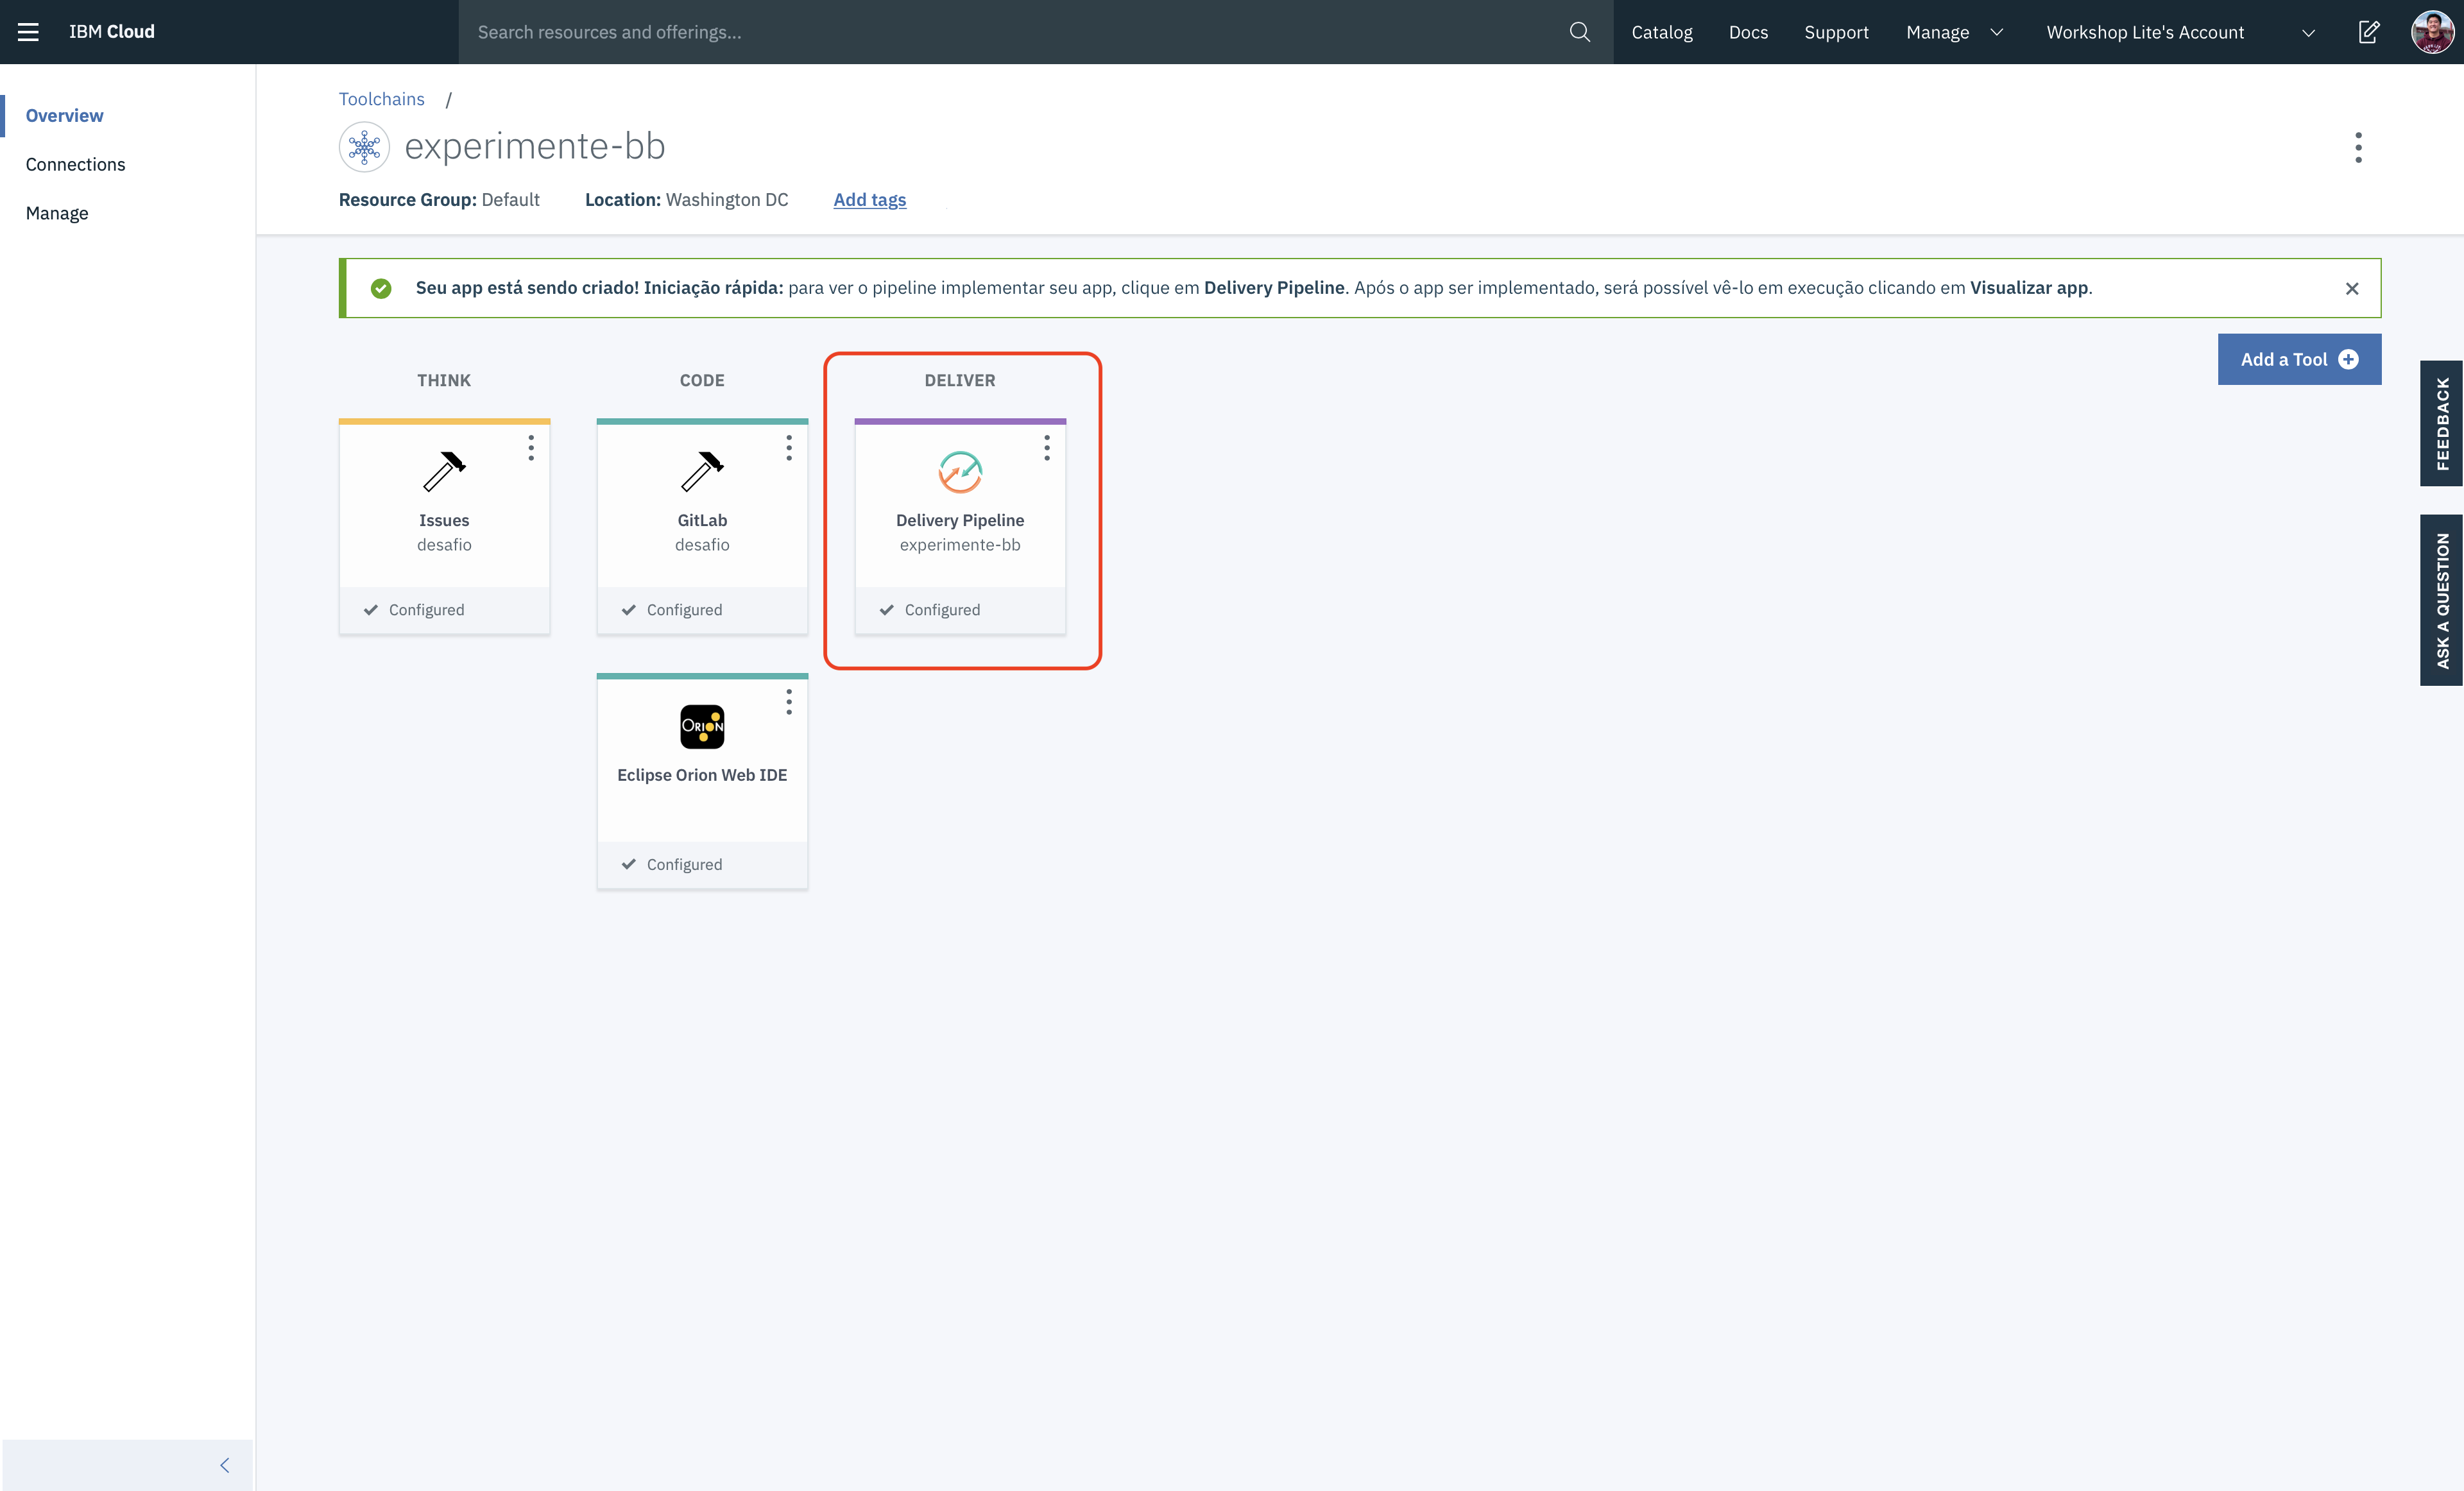 IBM Cloud
Search resources and offerings...
Catalog
Docs
Support
Manage
Workshop Lite's Account
Overview
Connections
Manage
Toolchains /
experimente-bb
Resource Group: Default
Location: Washington DC
Add tags
Seu app está sendo criado! Iniciação rápida: para ver o pipeline implementar seu app, clique em Delivery Pipeline. Após o app ser implementado, será possível vê-lo em execução clicando em Visualizar app.
Add a Tool
THINK
Issues
desafio
Configured
CODE
GitLab
desafio
Configured
ORION
Eclipse Orion Web IDE
Configured
DELIVER
Delivery Pipeline
experimente-bb
Configured
FEEDBACK
ASK A QUESTION